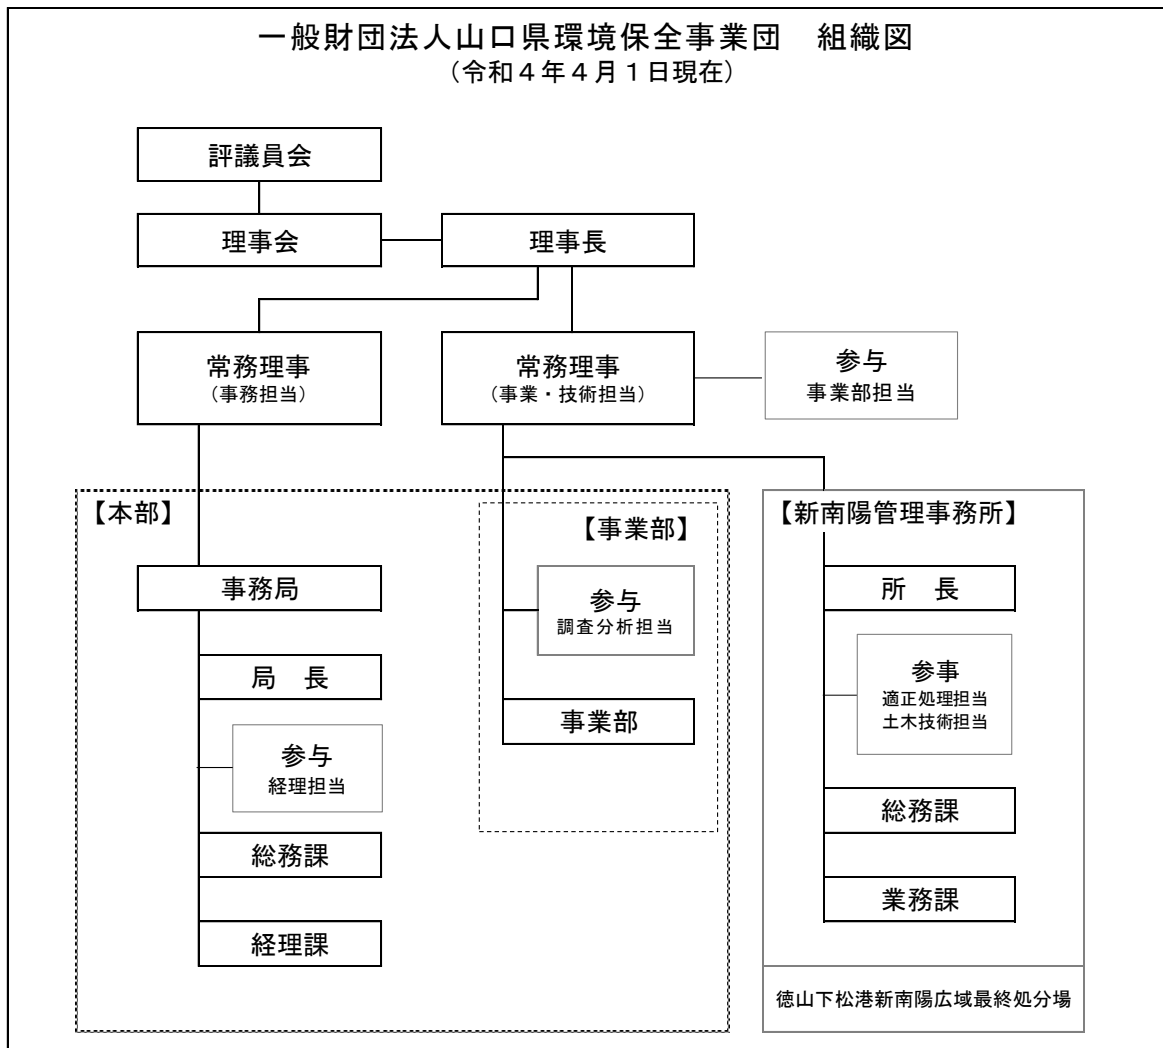 一般財団法人山口県環境保全事業団　組織図
（令和４年４月１日現在）
評議員会
理事会
理事長
常務理事
（事務担当）
常務理事
（事業・技術担当）
参与
事業部担当
【本部】
事務局
局　長
参与
経理担当
総務課
経理課
【事業部】
参与
調査分析担当
事業部
【新南陽管理事務所】
所　長
参事
適正処理担当
土木技術担当
総務課
業務課
徳山下松港新南陽広域最終処分場